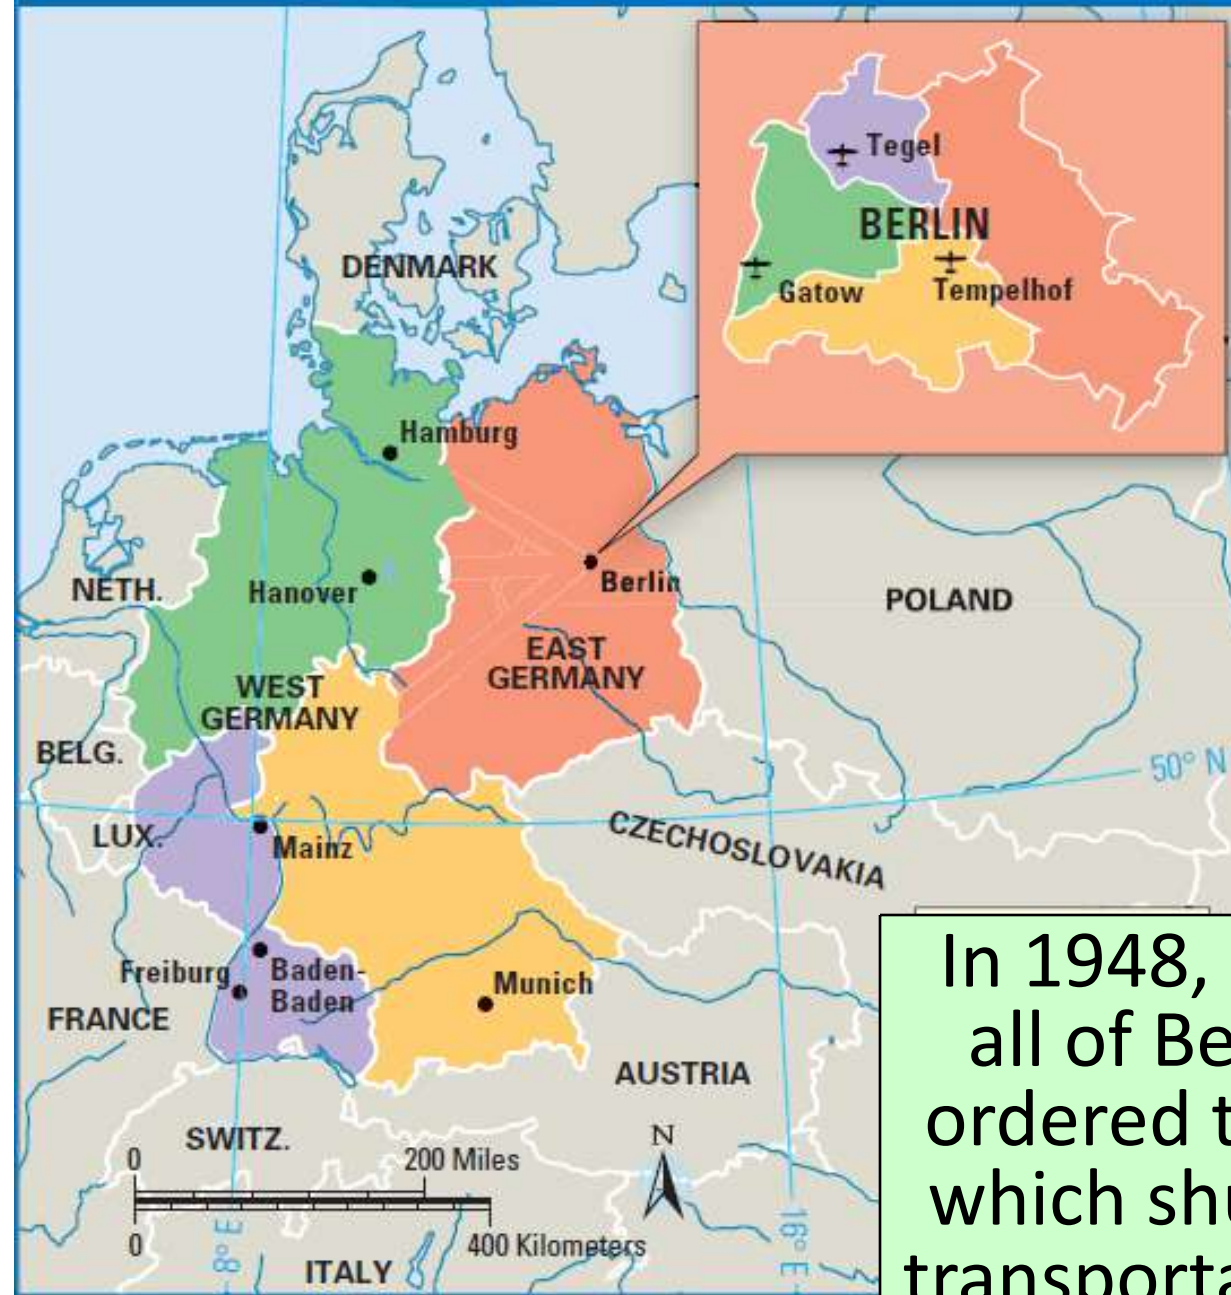 Tegel
BERLIN
Gatow
Tempelhof
DENMARK
Hamburg
NETH.
Hanover
Berlin
POLAND
EAST
GERMANY
WEST
GERMANY
BELG.
50° N
LUX.
Mainz
CZECHOSLOVAKIA
Freiburg
Baden-
Baden
Munich
FRANCE
AUSTRIA
SWITZ.
N
0
200 Miles
0
400 Kilometers
8° E
16° E
ITALY
In 1948,
all of Be
ordered t
which shu
transporta